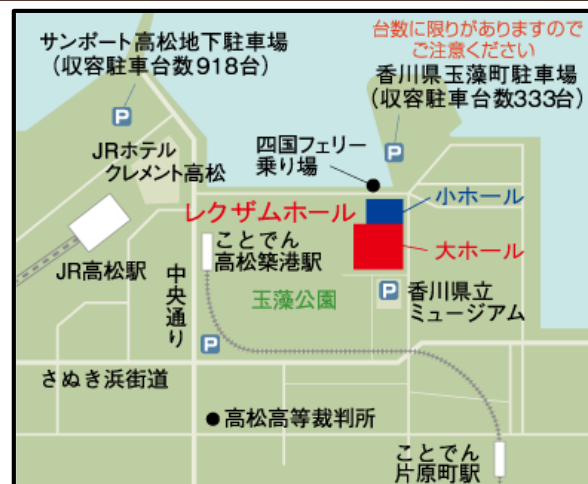 サンポート高松地下駐車場
（収容駐車台数918台）
台数に限りがありますので
ご注意ください
香川県玉藻町駐車場
（収容駐車台数333台）
P
P
JRホテル
クレメント高松
四国フェリー
乗り場
レクザムホール
小ホール
大ホール
ことでん
高松築港駅
JR高松駅
中央通り
玉藻公園
P
香川県立
ミュージアム
P
さぬき浜街道
高松高等裁判所
ことでん
片原町駅